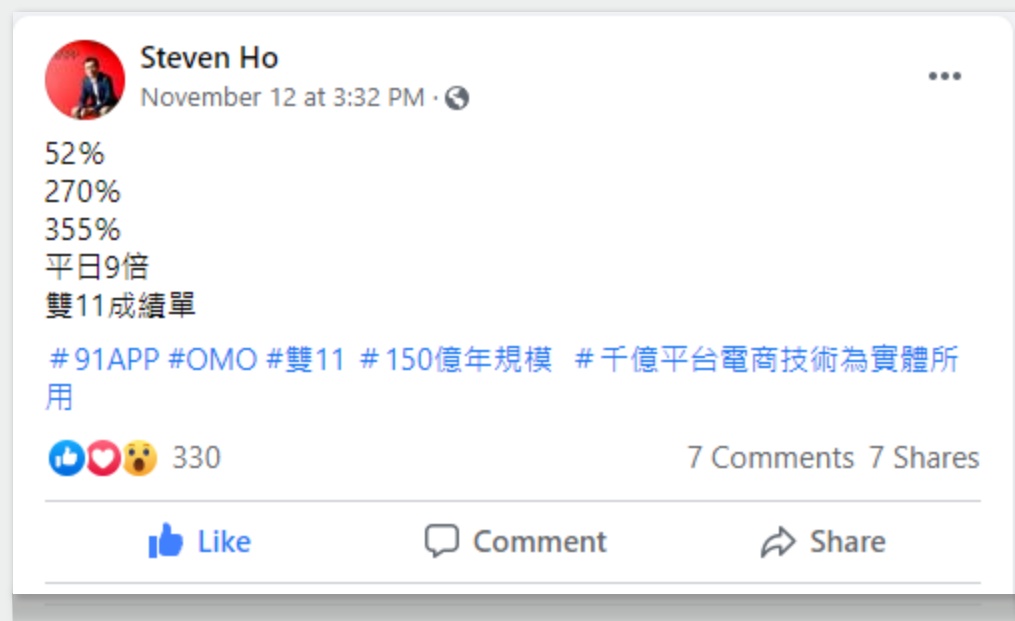 Steven Ho
November 12 at 3:32 PM ·
52%
270%
355%
平日9倍
雙11成績單
＃91APP #OMO #雙11 ＃150億年規模 ＃千億平台電商技術為實體所
用
330
7 Comments 7 Shares
Like Comment Share